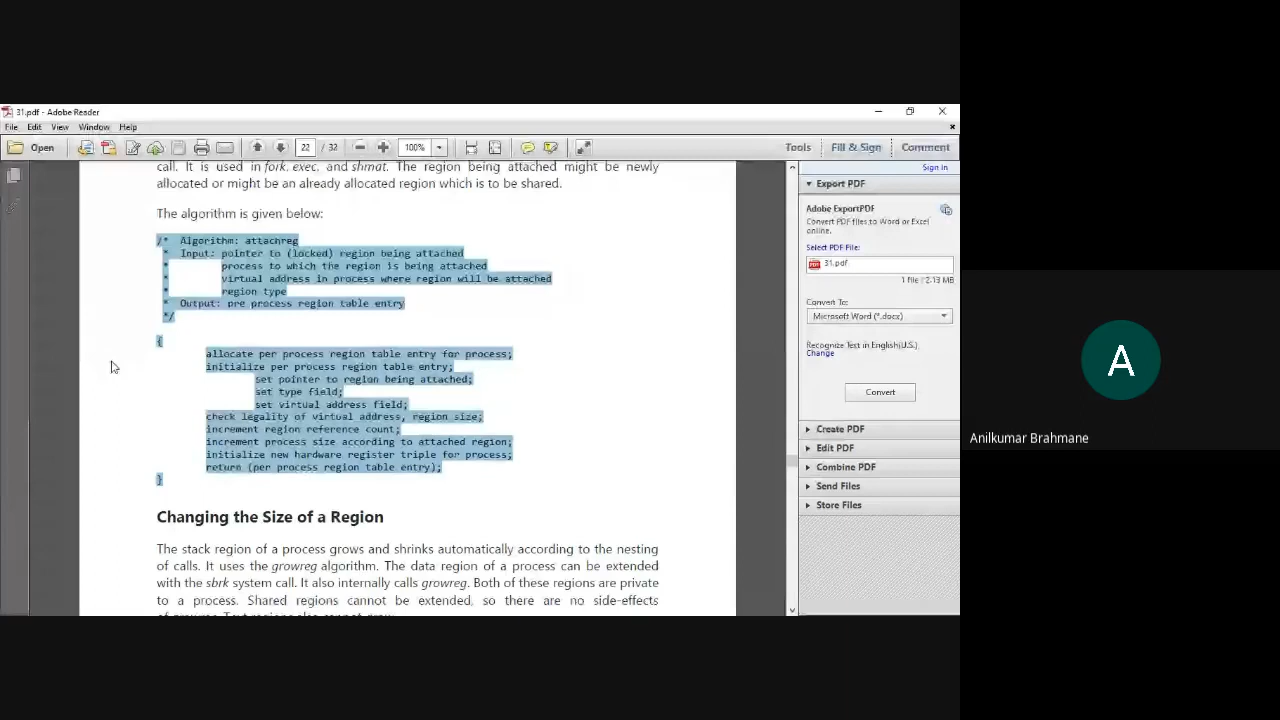 31.pdf - Adobe Reader
File Edit View Window Help
Open 22 / 32 100% Tools Fill & Sign Comment
call. It is used in fork, exec, and shmat. The region being attached might be newly
allocated or might be an already allocated region which is to be shared.
The algorithm is given below:
/* Algorithm: attachreg
* Input: pointer to (locked) region being attached
* process to which the region is being attached
* virtual address in process where region will be attached
* region type
* Output: pre process region table entry
*/
{
allocate per process region table entry for process;
initialize per process region table entry;
set pointer to region being attached;
set type field;
set virtual address field;
check legality of virtual address, region size;
increment region reference count;
increment process size according to attached region;
initialize new hardware register triple for process;
return (per process region table entry);
}
Changing the Size of a Region
The stack region of a process grows and shrinks automatically according to the nesting
of calls. It uses the growreg algorithm. The data region of a process can be extended
with the sbrk system call. It also internally calls growreg. Both of these regions are private
to a process. Shared regions cannot be extended, so there are no side-effects
Sign In
Export PDF
Adobe ExportPDF
Convert PDF files to Word or Excel
online.
Select PDF File:
31.pdf
1 file / 2.13 MB
Convert To:
Microsoft Word (*.docx)
Recognize Text in English(U.S.)
Change
Convert
Create PDF
Edit PDF
Combine PDF
Send Files
Store Files
A
Anilkumar Brahmane